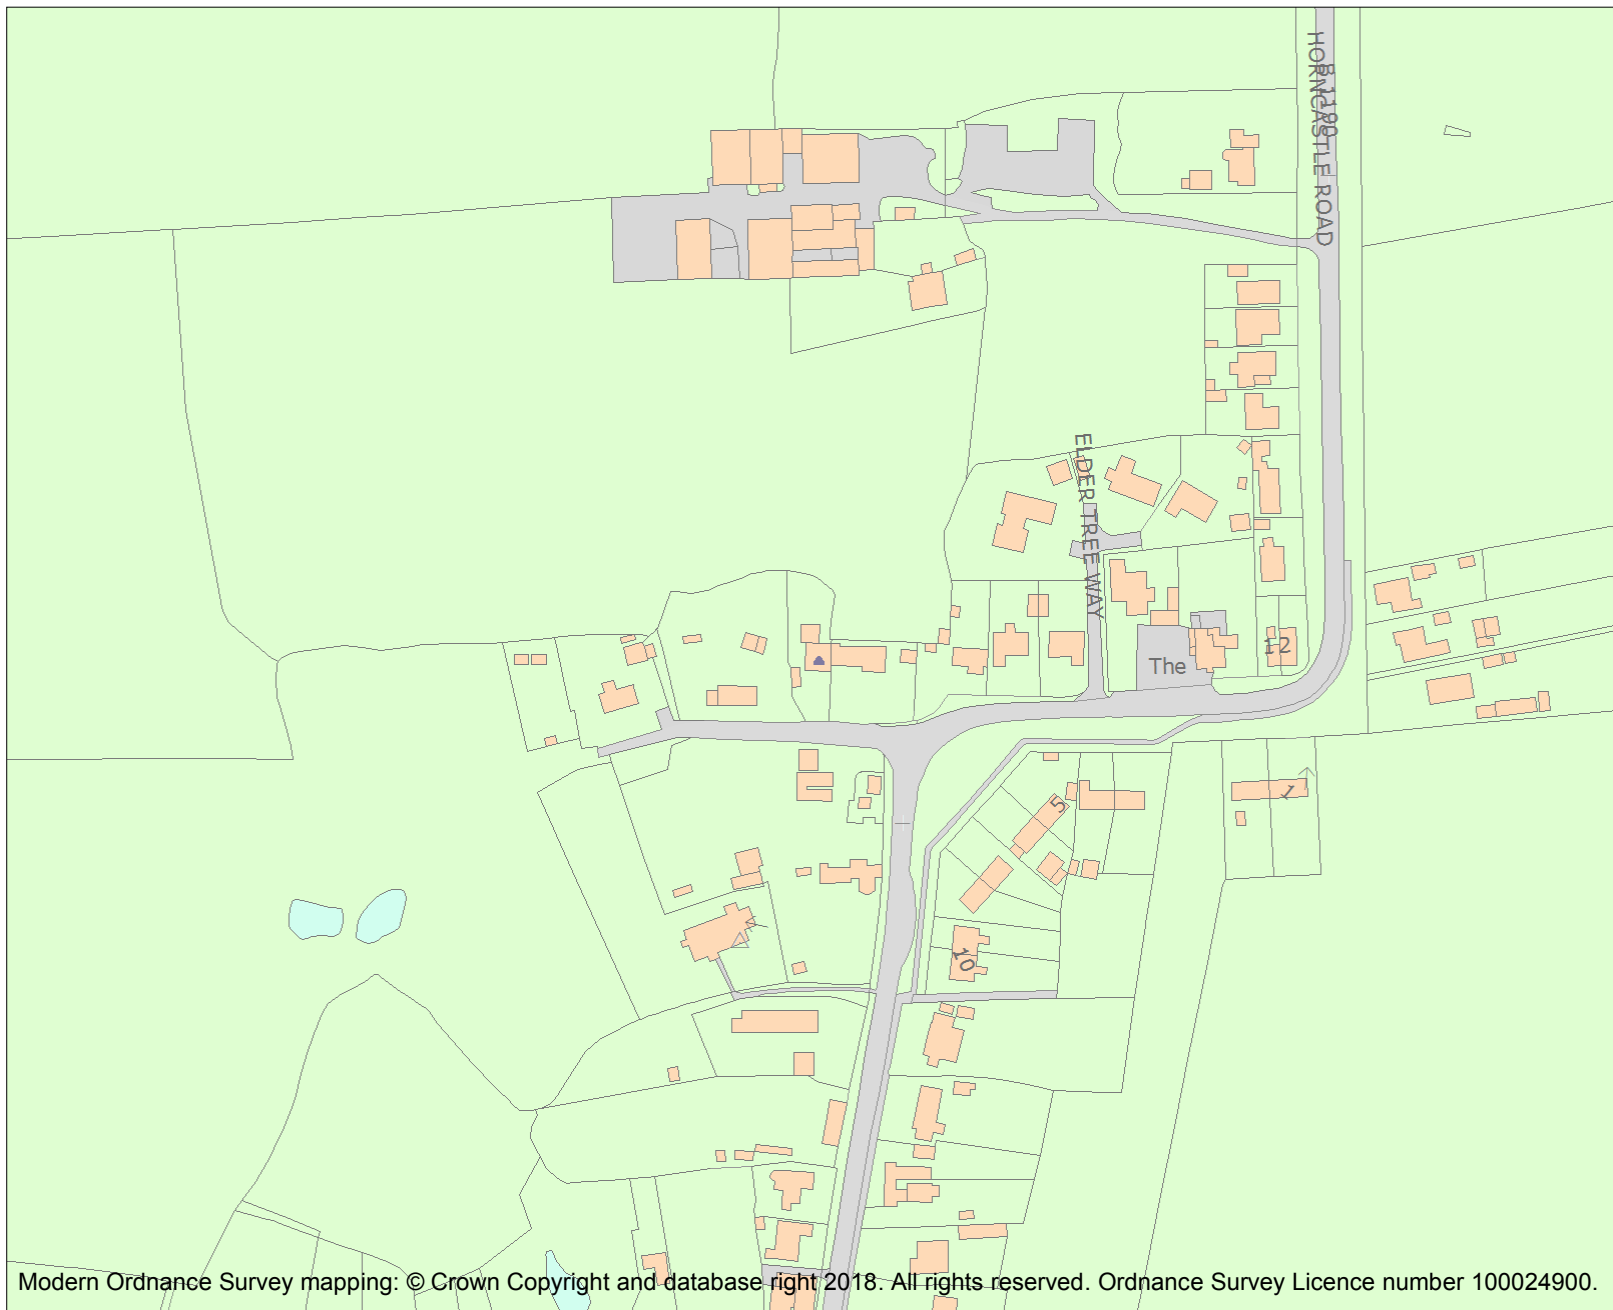 HORNCASTLE ROAD
B 1190
ELDER TREE WAY
12
The
1
5
10
Modern Ordnance Survey mapping: © Crown Copyright and database right 2018. All rights reserved. Ordnance Survey Licence number 100024900.